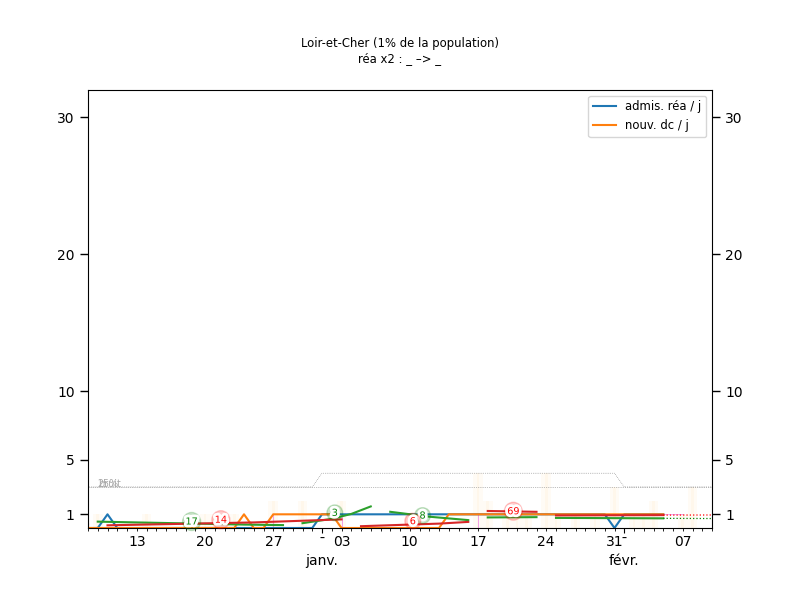 Loir-et-Cher (1% de la population)
réa x2 : _ –> _
admis. réa / j
nouv. dc / j
30 30
20 20
10 10
5 5
1 1
17 14 3 6 8 69
13 20 27 - 03 10 17 24 31- 07
janv. févr.